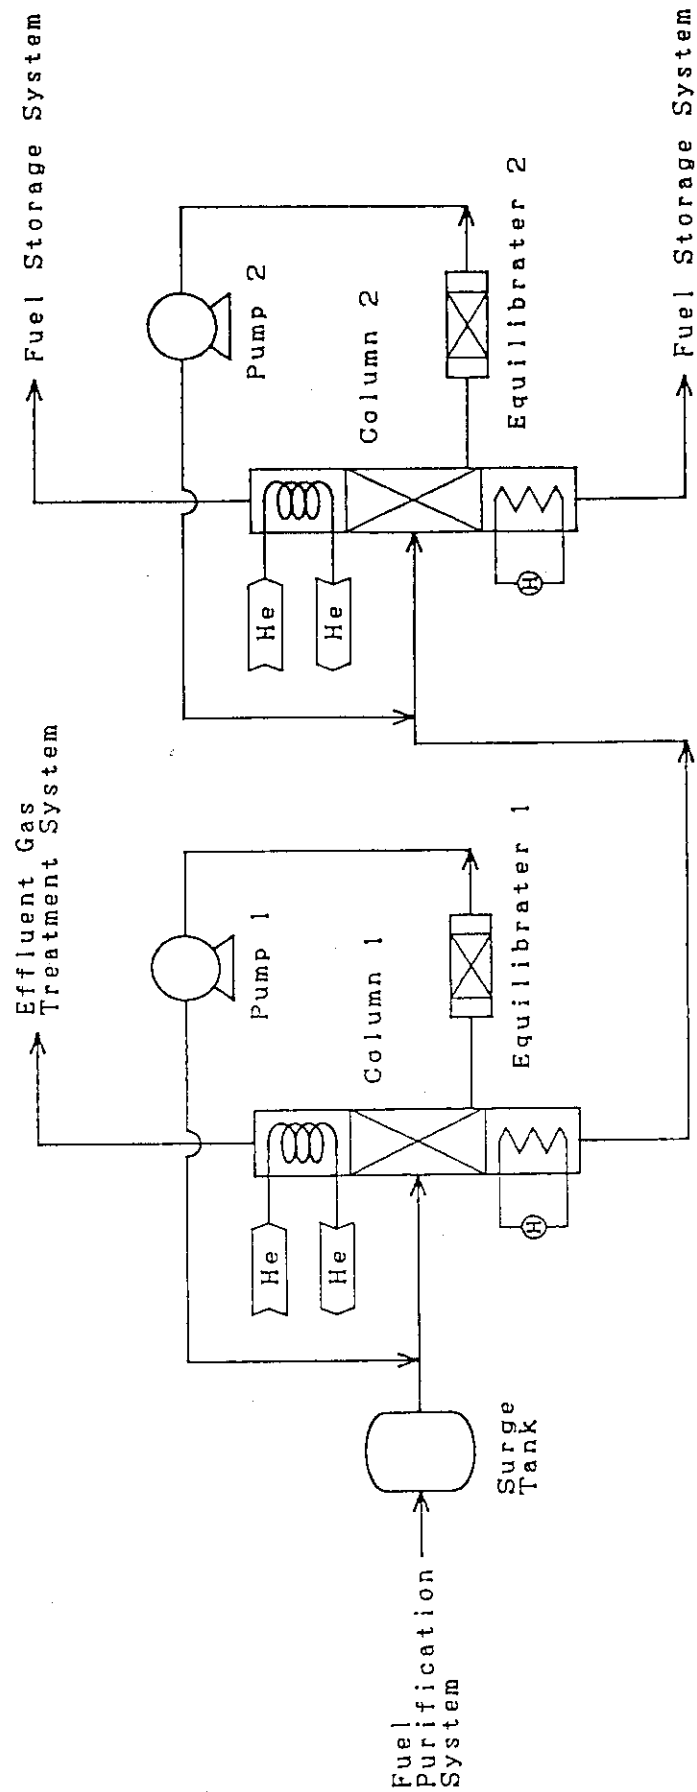 Fuel
Purification
System
Surge
Tank
He
He
H
Effluent Gas
Treatment System
Pump 1
Column 1
Equilibrater 1
He
He
H
Fuel Storage System
Pump 2
Column 2
Equilibrater 2
Fuel Storage System